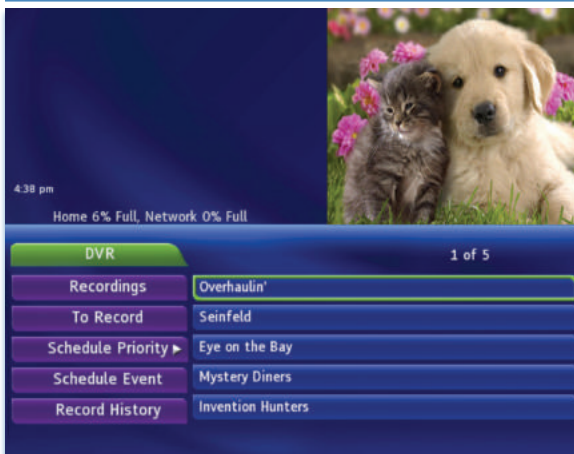 4:38 pm
Home 6% Full, Network 0% Full
DVR
1 of 5
Recordings
Overhaulin'
To Record
Seinfeld
Schedule Priority
Eye on the Bay
Schedule Event
Mystery Diners
Record History
Invention Hunters